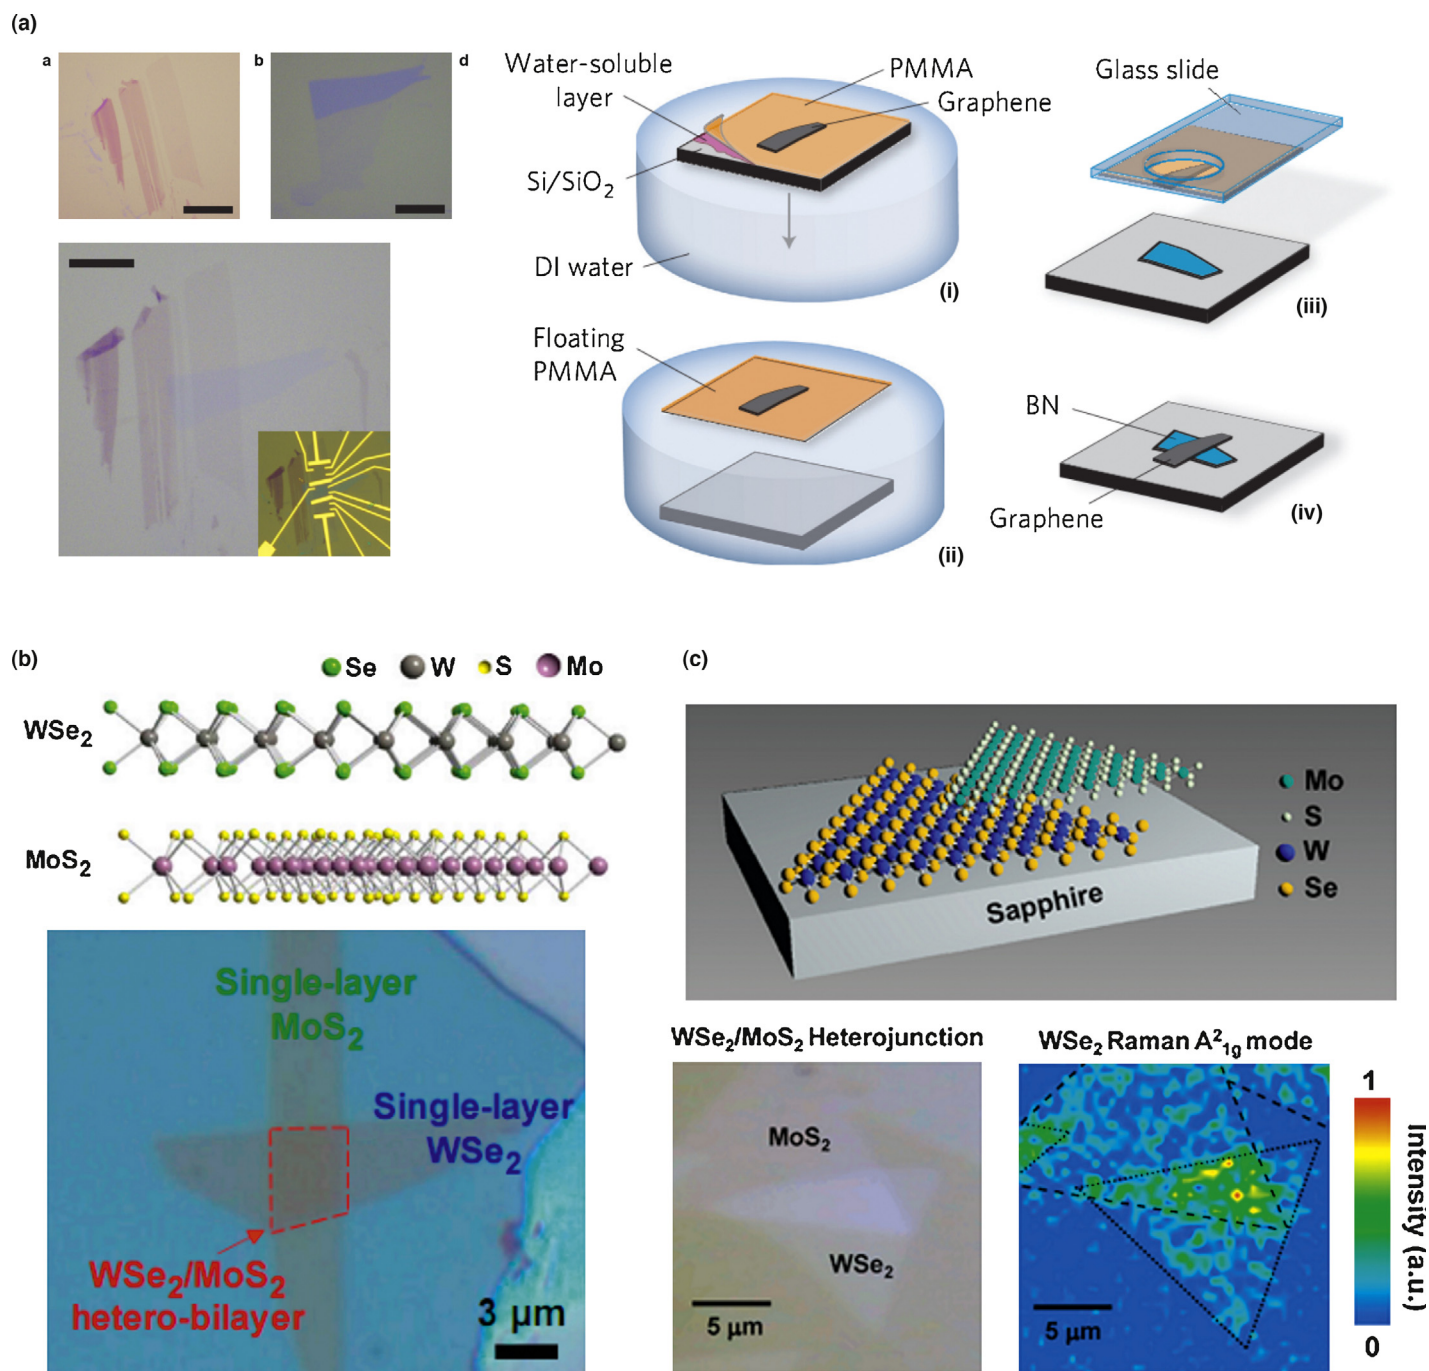 (a)
a
b
d
Water-soluble
layer
PMMA
Graphene
Si/SiO₂
DI water
(i)
Floating
PMMA
(ii)
Glass slide
(iii)
BN
Graphene
(iv)
(b)
Se W S Mo
WSe₂
MoS₂
Single-layer
MoS₂
Single-layer
WSe₂
WSe₂/MoS₂
hetero-bilayer
3 μm
(c)
Mo
S
W
Se
Sapphire
WSe₂/MoS₂ Heterojunction
MoS₂
WSe₂
5 μm
WSe₂ Raman A²₁g mode
5 μm
1
Intensity (a.u.)
0